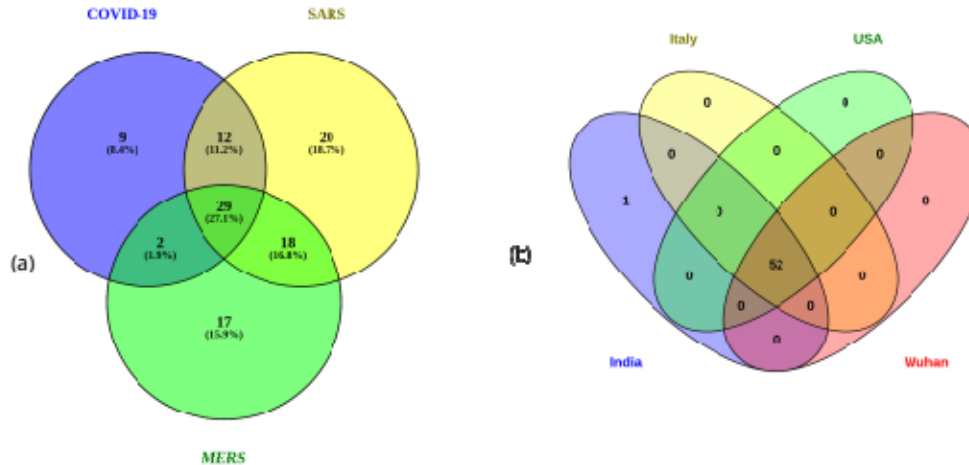 COVID-19 SARS
9
(8.4%)
12
(11.2%)
20
(18.7%)
29
(27.1%)
2
(1.9%)
18
(16.8%)
17
(15.9%)
MERS
(a)
Italy USA
0 0
0 0 0
1 0 0 0
52
0 0
0 0
0
India Wuhan